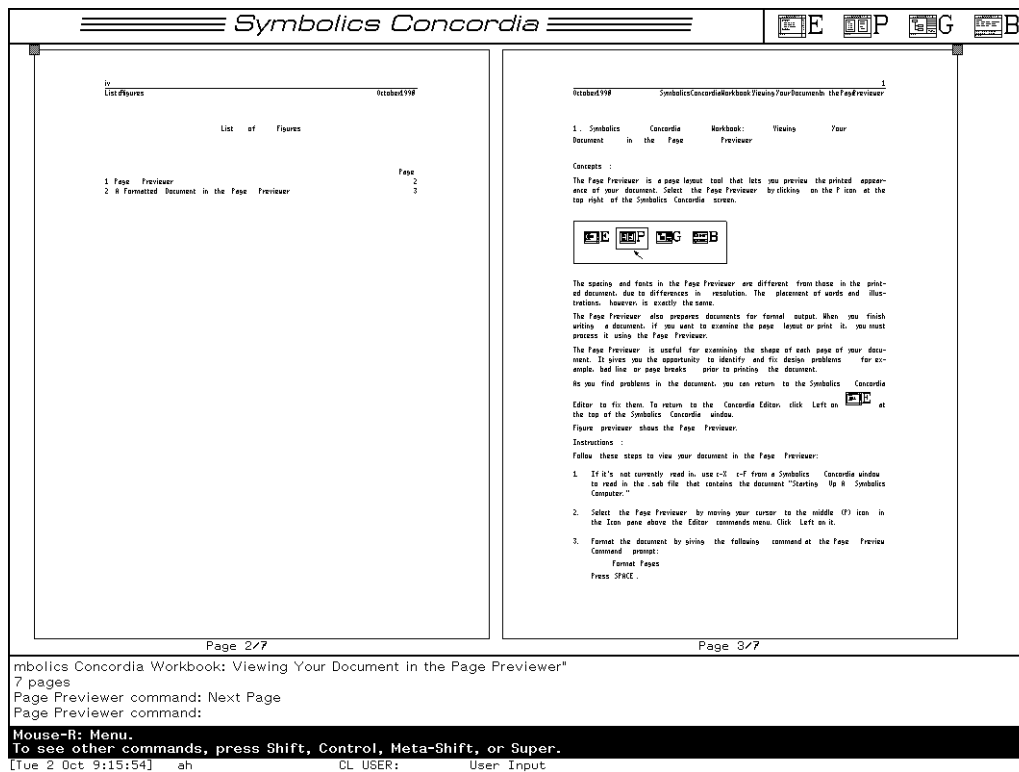 Symbolics Concordia
E P G B
iv
List of Figures October 1990
List of Figures
Page
1 Page Previewer 2
2 A Formatted Document in the Page Previewer 3
Page 2/7
1
October 1990 Symbolics Concordia Workbook: Viewing Your Document in the Page Previewer
1. Symbolics Concordia Workbook: Viewing Your
Document in the Page Previewer
Concepts :
The Page Previewer is a page layout tool that lets you preview the printed appear-
ance of your document. Select the Page Previewer by clicking on the P icon at the
top right of the Symbolics Concordia screen.
E P G B
The spacing and fonts in the Page Previewer are different from those in the print-
ed document, due to differences in resolution. The placement of words and illus-
trations, however, is exactly the same.
The Page Previewer also prepares documents for formal output. When you finish
writing a document, if you want to examine the page layout or print it, you must
process it using the Page Previewer.
The Page Previewer is useful for examining the shape of each page of your docu-
ment. It gives you the opportunity to identify and fix design problems for ex-
ample, bad line or page breaks prior to printing the document.
As you find problems in the document, you can return to the Symbolics Concordia
Editor to fix them. To return to the Concordia Editor, click Left on E at
the top of the Symbolics Concordia window.
Figure previewer shows the Page Previewer.
Instructions :
Follow these steps to view your document in the Page Previewer:
1. If it's not currently read in, use c-X c-F from a Symbolics Concordia window
to read in the .sab file that contains the document "Starting Up A Symbolics
Computer."
2. Select the Page Previewer by moving your cursor to the middle (P) icon in
the Icon pane above the Editor commands menu. Click Left on it.
3. Format the document by giving the following command at the Page Preview
Command prompt:
Format Pages
Press SPACE .
Page 3/7
mbolics Concordia Workbook: Viewing Your Document in the Page Previewer"
7 pages
Page Previewer command: Next Page
Page Previewer command:
Mouse-R: Menu.
To see other commands, press Shift, Control, Meta-Shift, or Super.
[Tue 2 Oct 9:15:54] ah CL USER: User Input